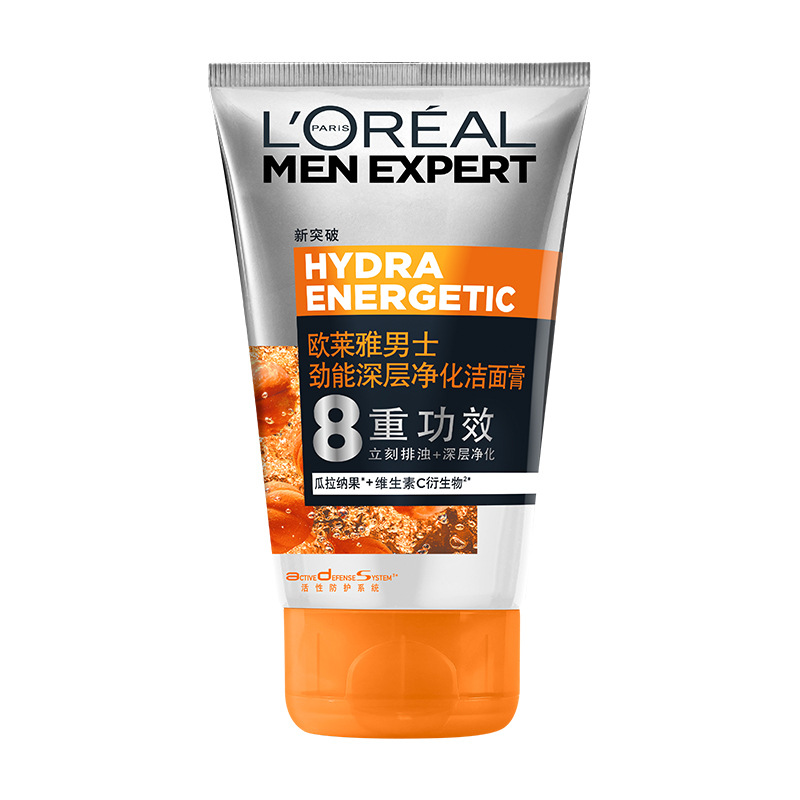 L'ORÉAL
PARIS
MEN EXPERT
新突破
HYDRA
ENERGETIC
欧莱雅男士
劲能深层净化洁面膏
8重功效
立刻排浊+深层净化
瓜拉纳果*+维生素C衍生物²*
ACTIVE DEFENSE SYSTEM¹*
活性防护系统